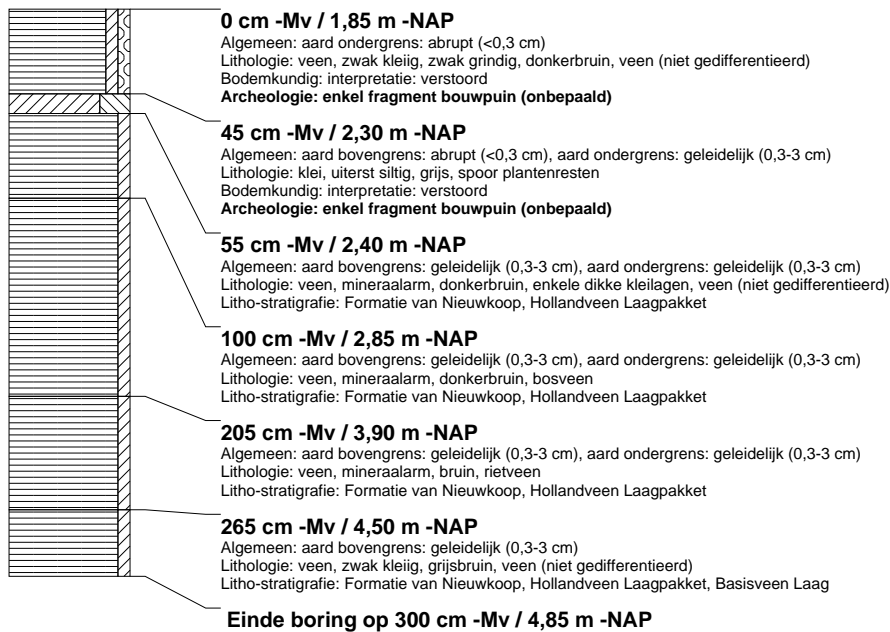 0 cm -Mv / 1,85 m -NAP
Algemeen: aard ondergrens: abrupt (<0,3 cm)
Lithologie: veen, zwak kleiig, zwak grindig, donkerbruin, veen (niet gedifferentieerd)
Bodemkundig: interpretatie: verstoord
Archeologie: enkel fragment bouwpuin (onbepaald)
45 cm -Mv / 2,30 m -NAP
Algemeen: aard bovengrens: abrupt (<0,3 cm), aard ondergrens: geleidelijk (0,3-3 cm)
Lithologie: klei, uiterst siltig, grijs, spoor plantenresten
Bodemkundig: interpretatie: verstoord
Archeologie: enkel fragment bouwpuin (onbepaald)
55 cm -Mv / 2,40 m -NAP
Algemeen: aard bovengrens: geleidelijk (0,3-3 cm), aard ondergrens: geleidelijk (0,3-3 cm)
Lithologie: veen, mineraalarm, donkerbruin, enkele dikke kleilagen, veen (niet gedifferentieerd)
Litho-stratigrafie: Formatie van Nieuwkoop, Hollandveen Laagpakket
100 cm -Mv / 2,85 m -NAP
Algemeen: aard bovengrens: geleidelijk (0,3-3 cm), aard ondergrens: geleidelijk (0,3-3 cm)
Lithologie: veen, mineraalarm, donkerbruin, bosveen
Litho-stratigrafie: Formatie van Nieuwkoop, Hollandveen Laagpakket
205 cm -Mv / 3,90 m -NAP
Algemeen: aard bovengrens: geleidelijk (0,3-3 cm), aard ondergrens: geleidelijk (0,3-3 cm)
Lithologie: veen, mineraalarm, bruin, rietveen
Litho-stratigrafie: Formatie van Nieuwkoop, Hollandveen Laagpakket
265 cm -Mv / 4,50 m -NAP
Algemeen: aard bovengrens: geleidelijk (0,3-3 cm)
Lithologie: veen, zwak kleiig, grijsbruin, veen (niet gedifferentieerd)
Litho-stratigrafie: Formatie van Nieuwkoop, Hollandveen Laagpakket, Basisveen Laag
Einde boring op 300 cm -Mv / 4,85 m -NAP